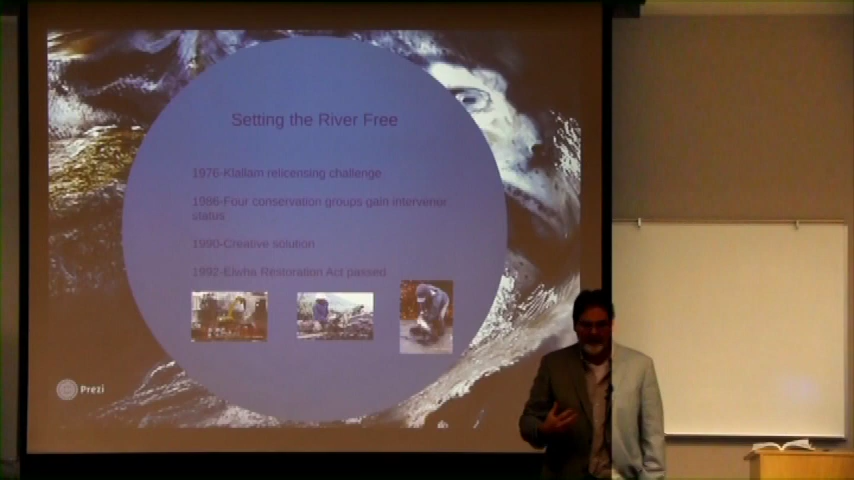 Setting the River Free
1976-Klallam relicensing challenge
1986-Four conservation groups gain intervener
status
1990-Creative solution
1992-Elwha Restoration Act passed
Prezi